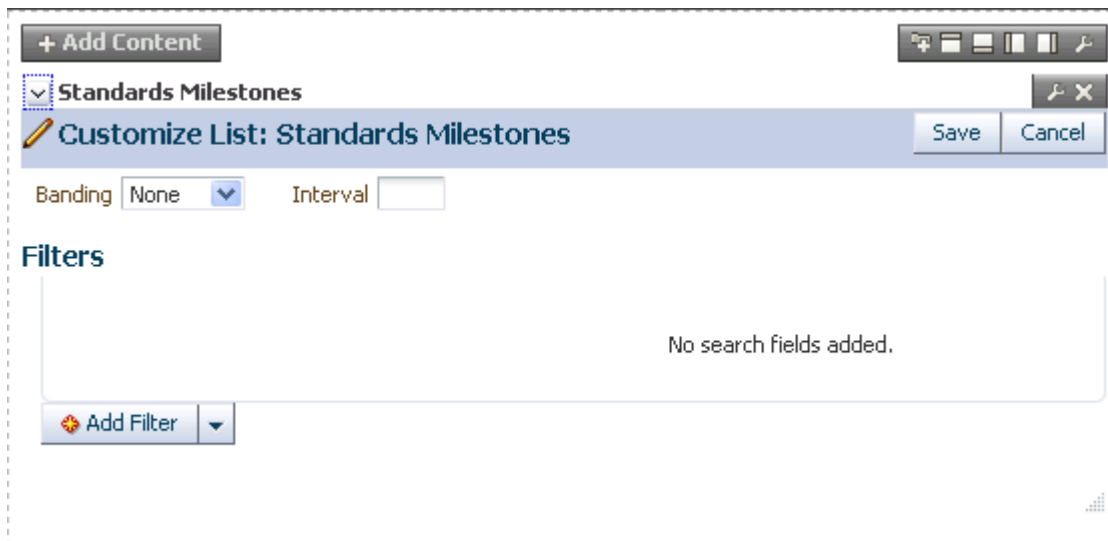 + Add Content
Standards Milestones
Customize List: Standards Milestones Save Cancel
Banding None Interval
Filters
No search fields added.
Add Filter